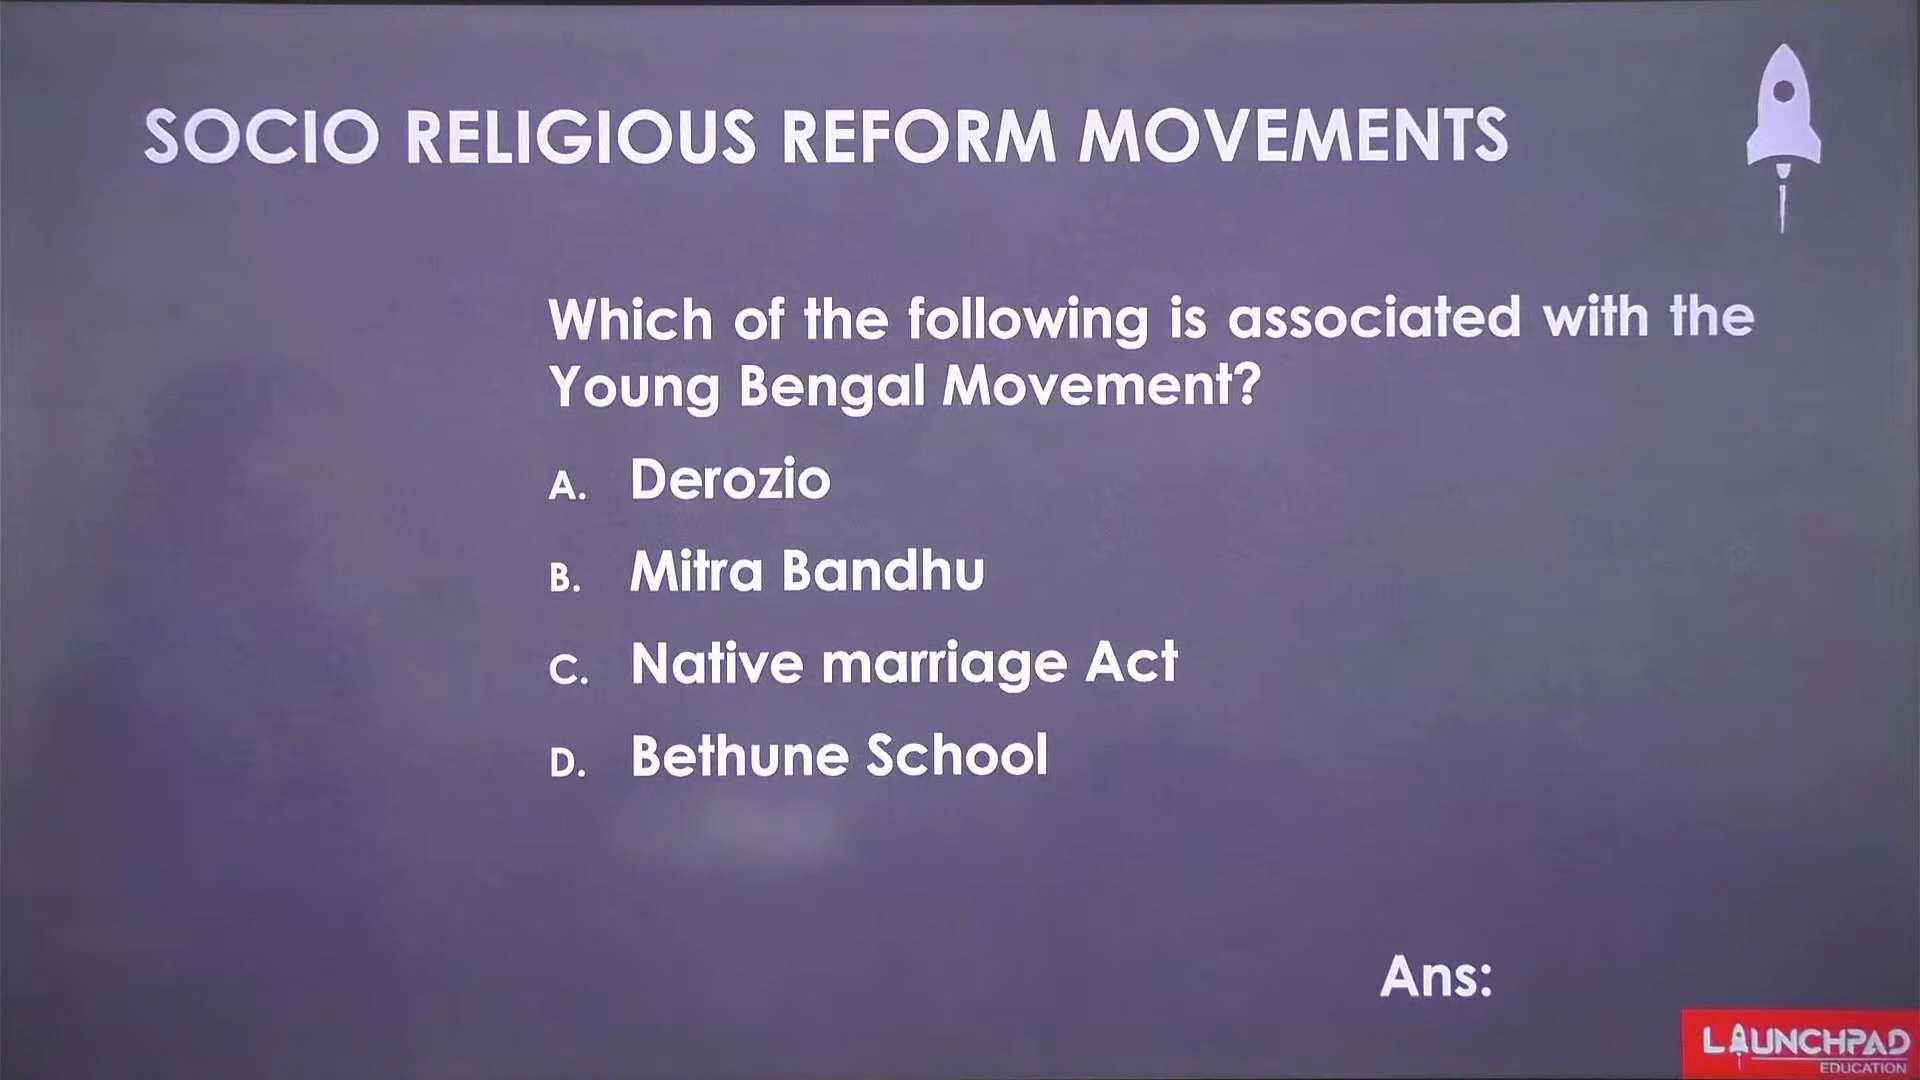 SOCIO RELIGIOUS REFORM MOVEMENTS
Which of the following is associated with the
Young Bengal Movement?
A. Derozio
B. Mitra Bandhu
C. Native marriage Act
D. Bethune School
Ans:
LAUNCHPAD
EDUCATION